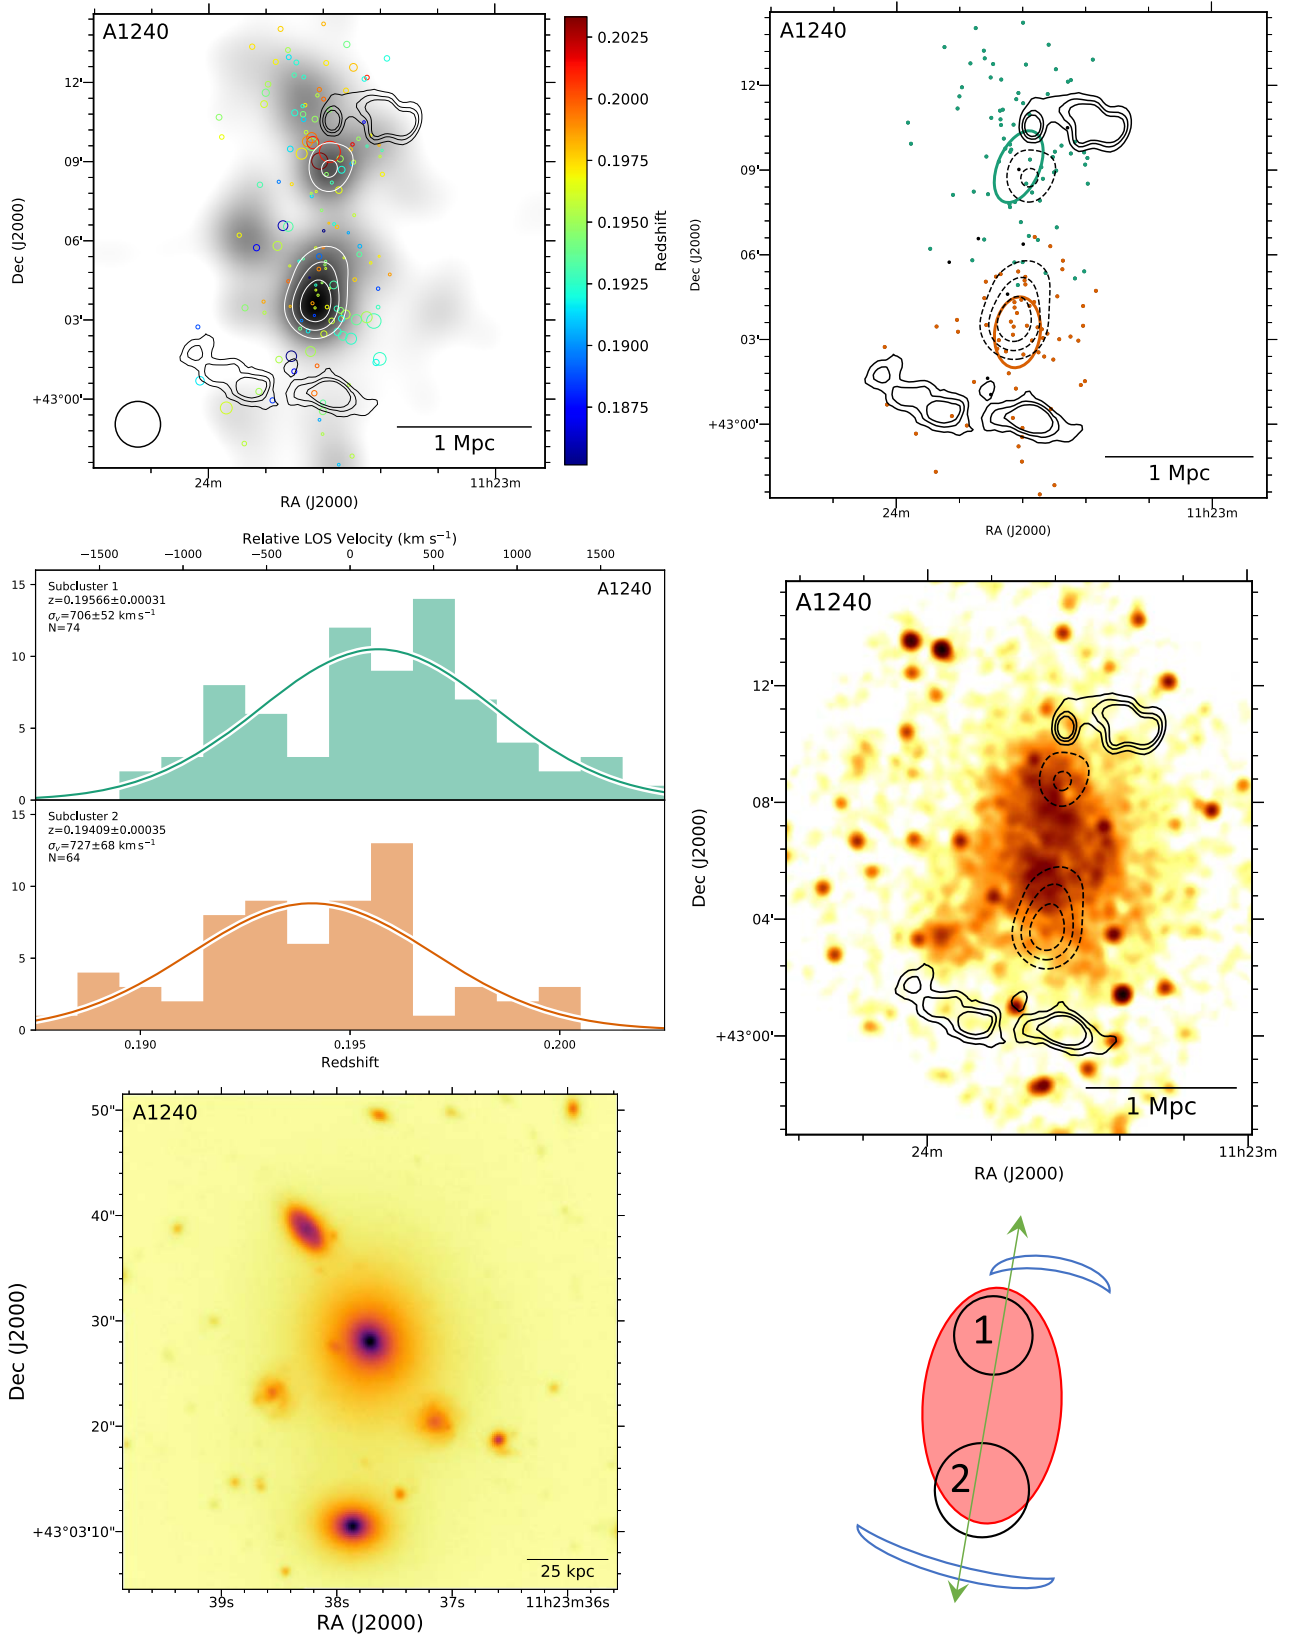 A1240
12'
09'
06'
03'
+43°00'
Dec (J2000)
1 Mpc
24m
11h23m
RA (J2000)
0.2025
0.2000
0.1975
0.1950
0.1925
0.1900
0.1875
Redshift
A1240
12'
09'
06'
03'
+43°00'
Dec (J2000)
1 Mpc
24m
11h23m
RA (J2000)
Relative LOS Velocity (km s⁻¹)
−1500 −1000 −500 0 500 1000 1500
A1240
Subcluster 1
z=0.19566±0.00031
σᵥ=706±52 km s⁻¹
N=74
15
10
5
0
Subcluster 2
z=0.19409±0.00035
σᵥ=727±68 km s⁻¹
N=64
15
10
5
0
0.190 0.195 0.200
Redshift
A1240
12'
08'
04'
+43°00'
Dec (J2000)
1 Mpc
24m
11h23m
RA (J2000)
A1240
50"
40"
30"
20"
+43°03'10"
Dec (J2000)
25 kpc
39s 38s 37s 11h23m36s
RA (J2000)
1
2